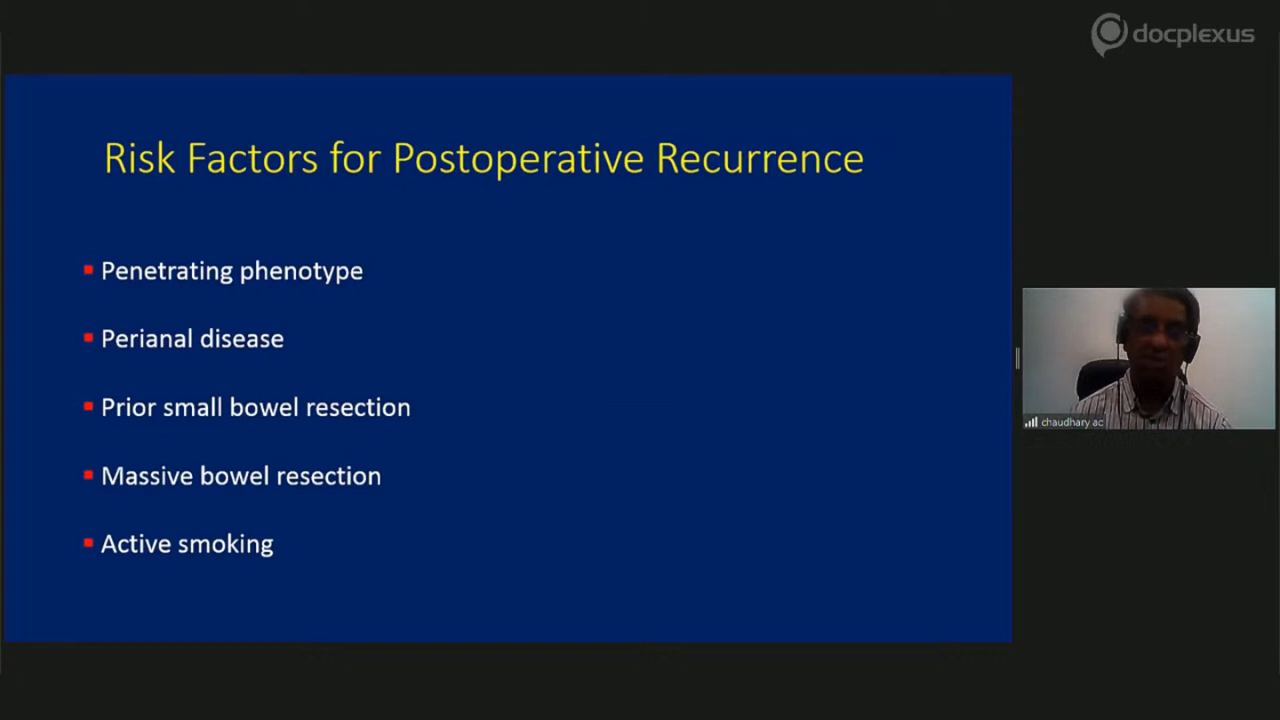 docplexus
Risk Factors for Postoperative Recurrence
Penetrating phenotype
Perianal disease
Prior small bowel resection
Massive bowel resection
Active smoking
chaudhary ac